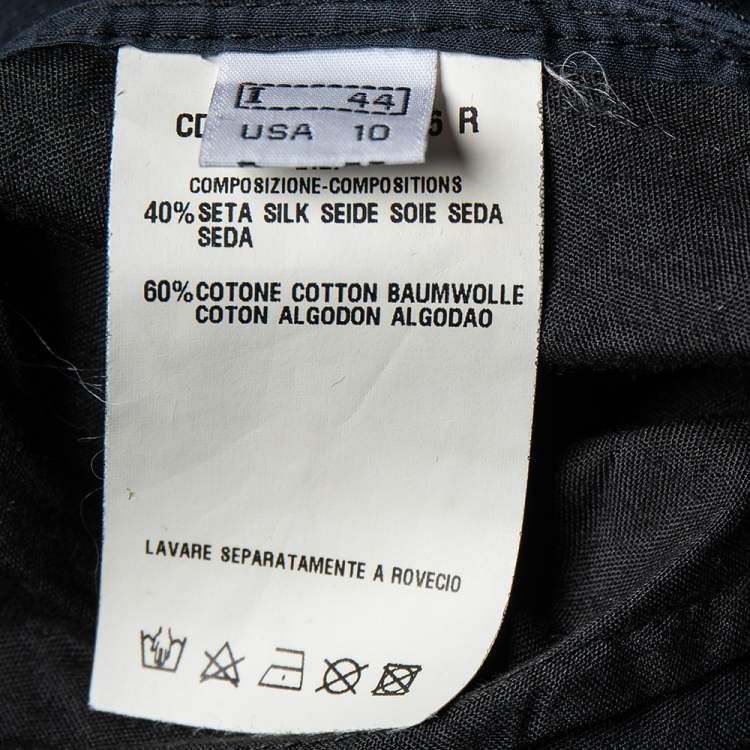 I 44
USA 10
R
COMPOSIZIONE-COMPOSITIONS
40% SETA SILK SEIDE SOIE SEDA
SEDA
60% COTONE COTTON BAUMWOLLE
COTON ALGODON ALGODAO
LAVARE SEPARATAMENTE A ROVECIO